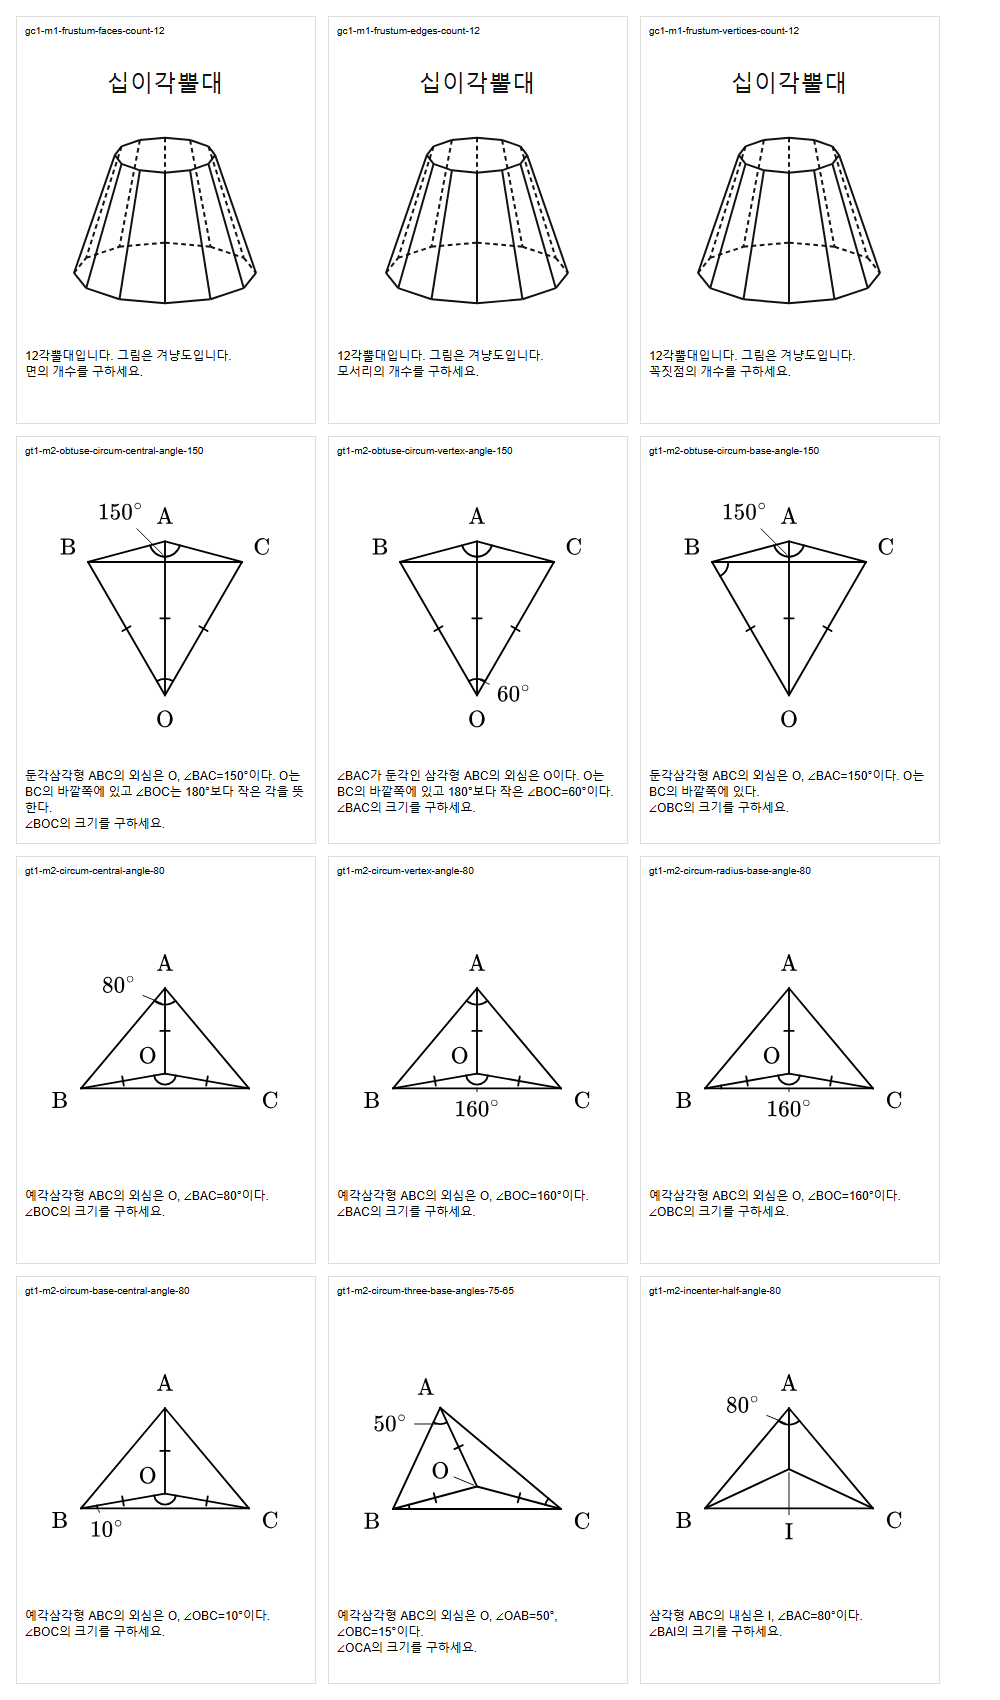 gc1-m1-frustum-faces-count-12
십이각뿔대
12각뿔대입니다. 그림은 겨냥도입니다.
면의 개수를 구하세요.
gc1-m1-frustum-edges-count-12
십이각뿔대
12각뿔대입니다. 그림은 겨냥도입니다.
모서리의 개수를 구하세요.
gc1-m1-frustum-vertices-count-12
십이각뿔대
12각뿔대입니다. 그림은 겨냥도입니다.
꼭짓점의 개수를 구하세요.
gt1-m2-obtuse-circum-central-angle-150
150°
A
B
C
O
둔각삼각형 ABC의 외심은 O, ∠BAC=150°이다. O는
BC의 바깥쪽에 있고 ∠BOC는 180°보다 작은 각을 뜻
한다.
∠BOC의 크기를 구하세요.
gt1-m2-obtuse-circum-vertex-angle-150
A
B
C
60°
O
∠BAC가 둔각인 삼각형 ABC의 외심은 O이다. O는
BC의 바깥쪽에 있고 180°보다 작은 ∠BOC=60°이다.
∠BAC의 크기를 구하세요.
gt1-m2-obtuse-circum-base-angle-150
150°
A
B
C
O
둔각삼각형 ABC의 외심은 O, ∠BAC=150°이다. O는
BC의 바깥쪽에 있다.
∠OBC의 크기를 구하세요.
gt1-m2-circum-central-angle-80
A
80°
O
B
C
예각삼각형 ABC의 외심은 O, ∠BAC=80°이다.
∠BOC의 크기를 구하세요.
gt1-m2-circum-vertex-angle-80
A
O
B
C
160°
예각삼각형 ABC의 외심은 O, ∠BOC=160°이다.
∠BAC의 크기를 구하세요.
gt1-m2-circum-radius-base-angle-80
A
O
B
C
160°
예각삼각형 ABC의 외심은 O, ∠BOC=160°이다.
∠OBC의 크기를 구하세요.
gt1-m2-circum-base-central-angle-80
A
O
B
C
10°
예각삼각형 ABC의 외심은 O, ∠OBC=10°이다.
∠BOC의 크기를 구하세요.
gt1-m2-circum-three-base-angles-75-65
A
50°
O
B
C
예각삼각형 ABC의 외심은 O, ∠OAB=50°,
∠OBC=15°이다.
∠OCA의 크기를 구하세요.
gt1-m2-incenter-half-angle-80
A
80°
B
C
I
삼각형 ABC의 내심은 I, ∠BAC=80°이다.
∠BAI의 크기를 구하세요.